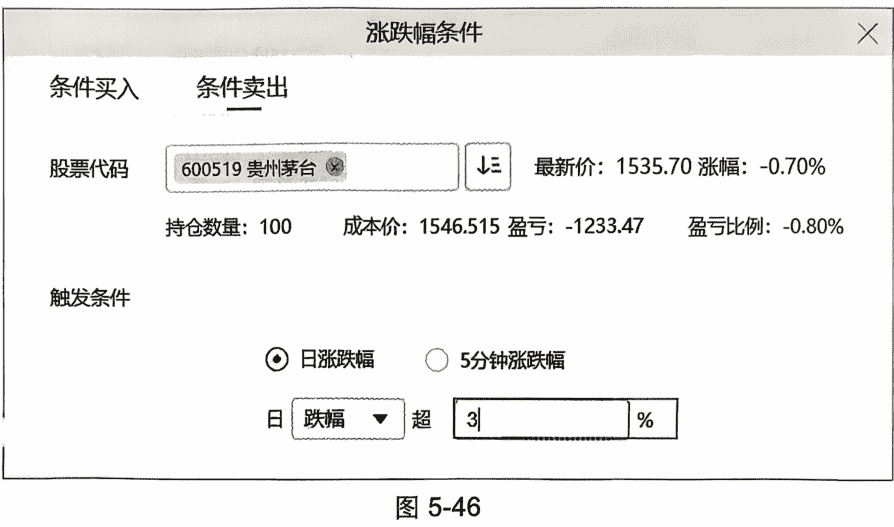 涨跌幅条件
条件买入 条件卖出
股票代码 600519 贵州茅台 最新价：1535.70 涨幅：-0.70%
持仓数量：100 成本价：1546.515 盈亏：-1233.47 盈亏比例：-0.80%
触发条件
日涨跌幅 5分钟涨跌幅
日 跌幅 超 3 %
图 5-46